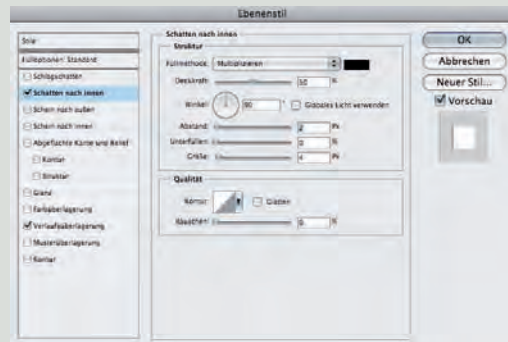 Ebenenstil
Stile
Fülloptionen: Standard
Schlagschatten
Schatten nach innen
Schein nach außen
Schein nach innen
Abgeflachte Kante und Relief
Kontur
Struktur
Glanz
Farbüberlagerung
Verlaufsüberlagerung
Musterüberlagerung
Kontur
Schatten nach innen
Struktur
Füllmethode: Multiplizieren
Deckkraft: %
Winkel: 90 ° Globales Licht verwenden
Abstand: 2 Px
Unterfüllen: 0 %
Größe: 4 Px
Qualität
Kontur: Glätten
Rauschen: 0 %
OK
Abbrechen
Neuer Stil...
Vorschau